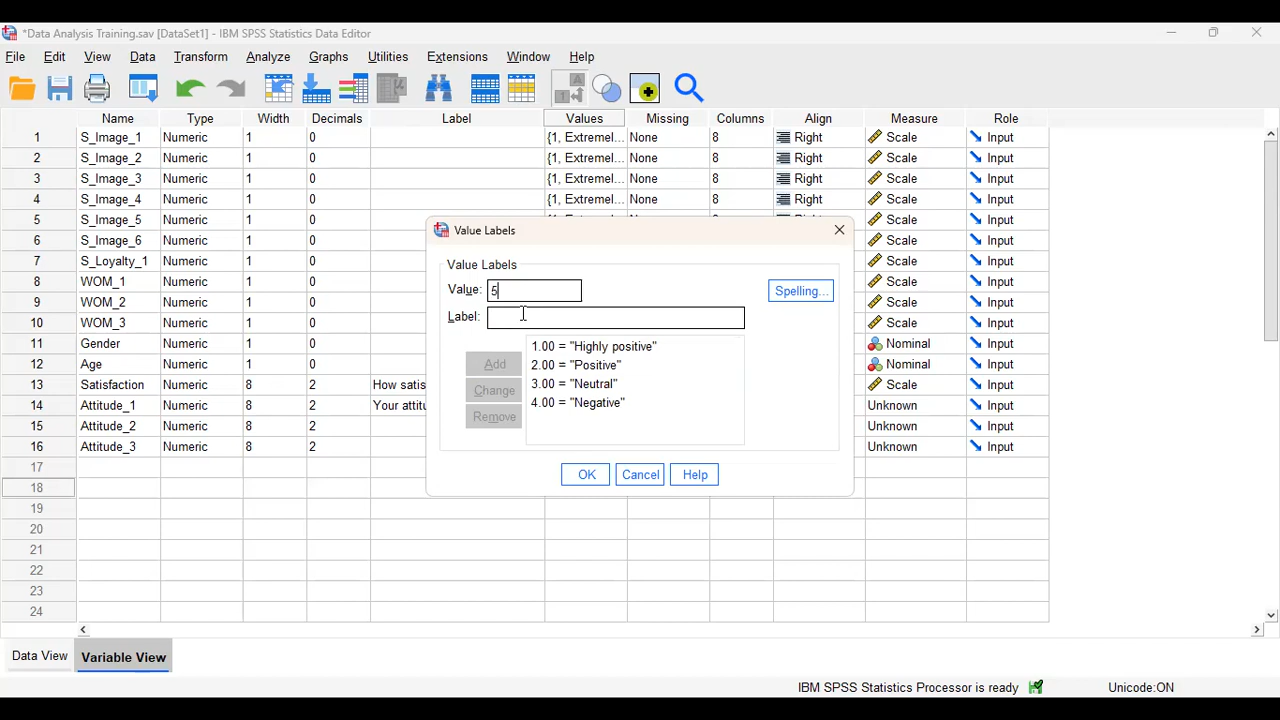 *Data Analysis Training.sav [DataSet1] - IBM SPSS Statistics Data Editor
File Edit View Data Transform Analyze Graphs Utilities Extensions Window Help
Name Type Width Decimals Label Values Missing Columns Align Measure Role
1 S_Image_1 Numeric 1 0 {1, Extremel... None 8 Right Scale Input
2 S_Image_2 Numeric 1 0 {1, Extremel... None 8 Right Scale Input
3 S_Image_3 Numeric 1 0 {1, Extremel... None 8 Right Scale Input
4 S_Image_4 Numeric 1 0 {1, Extremel... None 8 Right Scale Input
5 S_Image_5 Numeric 1 0 Scale Input
6 S_Image_6 Numeric 1 0 Scale Input
7 S_Loyalty_1 Numeric 1 0 Scale Input
8 WOM_1 Numeric 1 0 Scale Input
9 WOM_2 Numeric 1 0 Scale Input
10 WOM_3 Numeric 1 0 Scale Input
11 Gender Numeric 1 0 Nominal Input
12 Age Numeric 1 0 Nominal Input
13 Satisfaction Numeric 8 2 How satis Scale Input
14 Attitude_1 Numeric 8 2 Your attit Unknown Input
15 Attitude_2 Numeric 8 2 Unknown Input
16 Attitude_3 Numeric 8 2 Unknown Input
17
18
19
20
21
22
23
24
Value Labels
Value Labels
Value: 5
Spelling...
Label:
1.00 = "Highly positive"
2.00 = "Positive"
3.00 = "Neutral"
4.00 = "Negative"
Add
Change
Remove
OK Cancel Help
Data View Variable View
IBM SPSS Statistics Processor is ready Unicode:ON